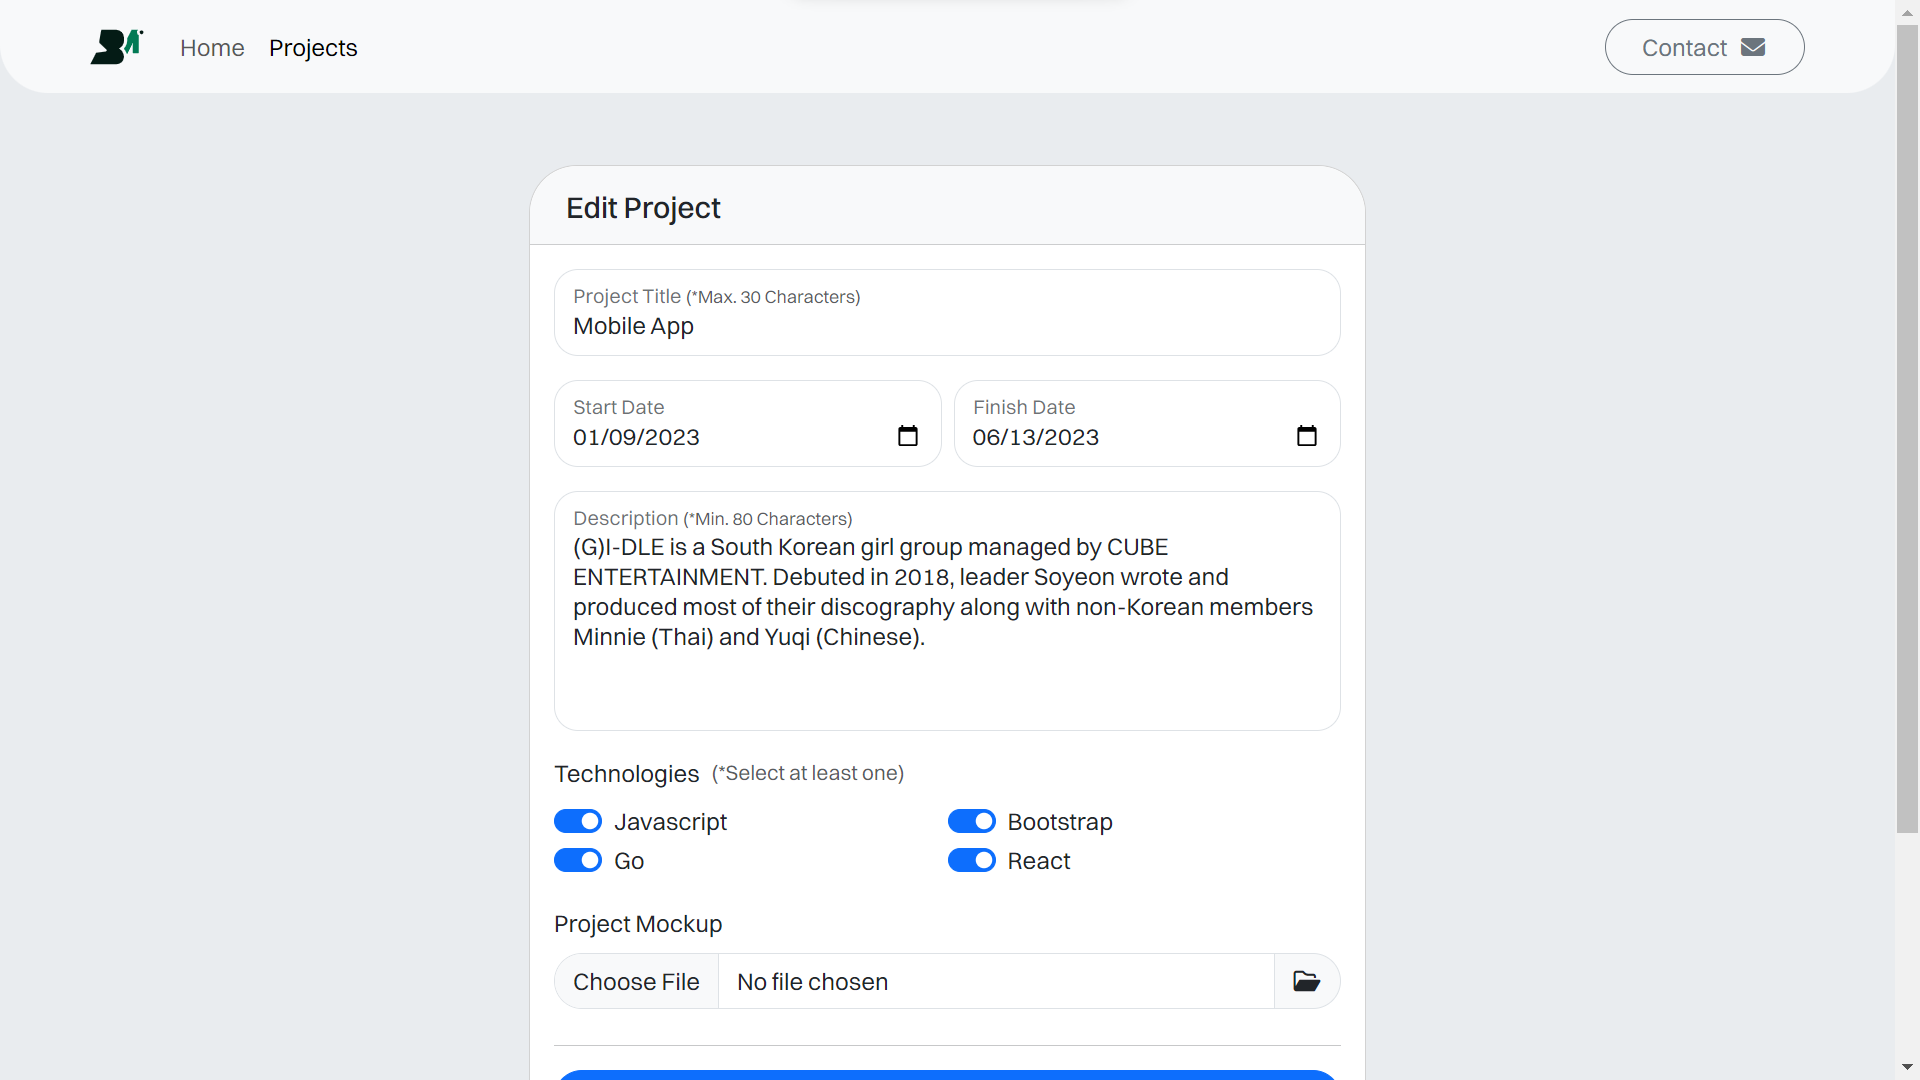 Home Projects Contact
Edit Project
Project Title (*Max. 30 Characters)
Mobile App
Start Date Finish Date
01/09/2023 06/13/2023
Description (*Min. 80 Characters)
(G)I-DLE is a South Korean girl group managed by CUBE
ENTERTAINMENT. Debuted in 2018, leader Soyeon wrote and
produced most of their discography along with non-Korean members
Minnie (Thai) and Yuqi (Chinese).
Technologies (*Select at least one)
Javascript Bootstrap
Go React
Project Mockup
Choose File No file chosen